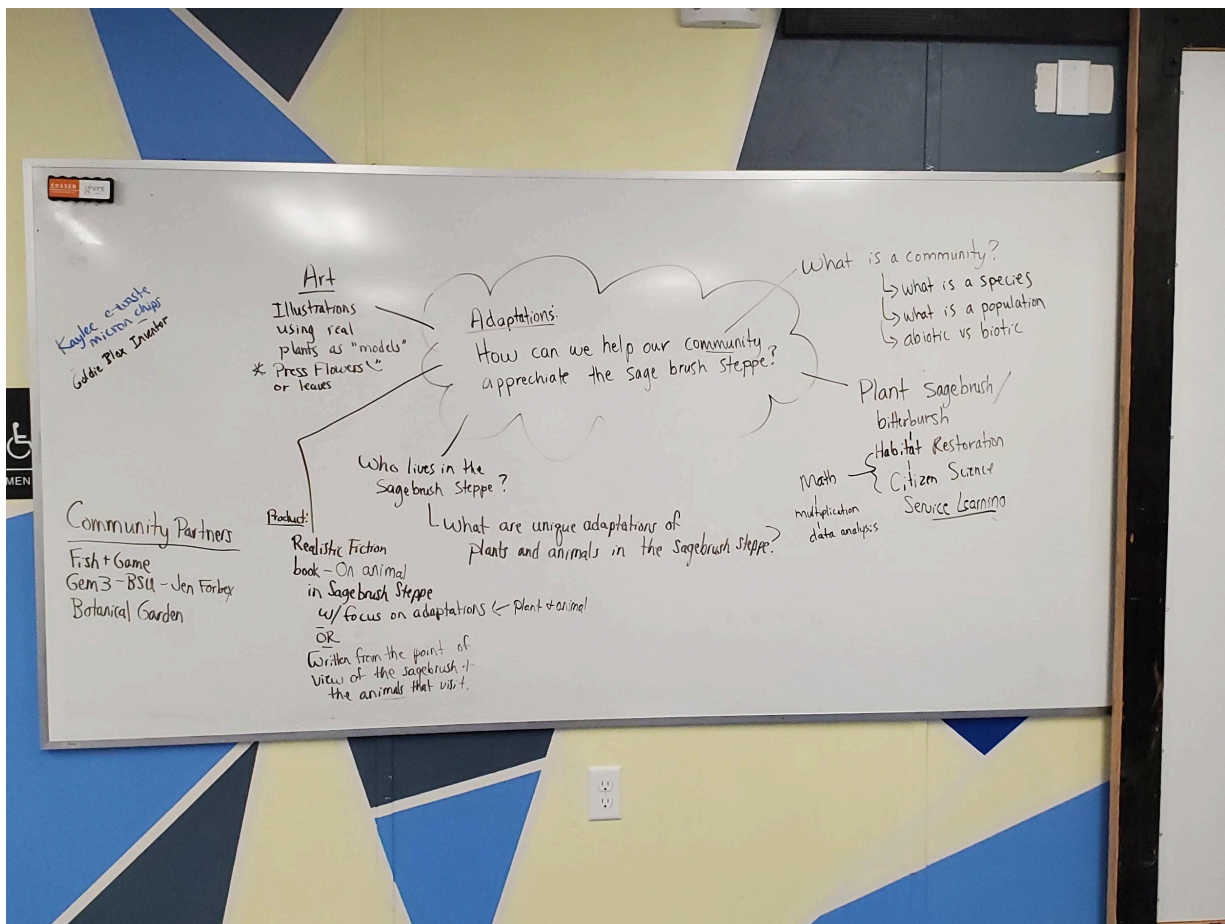 ERASER
Kaylee e-waste
micron chips
Goldie Blox Inventor
MEN
Art
Illustrations
using real
plants as "models"
* Press Flowers
or leaves
Adaptations:
How can we help our community
apprechiate the sage brush steppe?
What is a community?
what is a species
what is a population
abiotic vs biotic
Plant Sagebrush/
bitterbursh
Habitat Restoration
Citizen Science
Service Learning
Math
multiplication
data analysis
Who lives in the
Sagebrush Steppe?
What are unique adaptations of
plants and animals in the Sagebrush Steppe?
Product:
Realistic Fiction
book - On animal
in Sagebrush Steppe
w/ focus on adaptations ← Plant + animal
OR
Written from the point of
view of the sagebrush +
the animals that visit.
Community Partners
Fish + Game
Gem3 - BSU - Jen Forbey
Botanical Garden